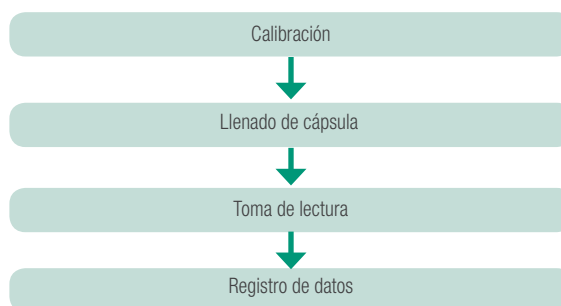 Calibración
Llenado de cápsula
Toma de lectura
Registro de datos